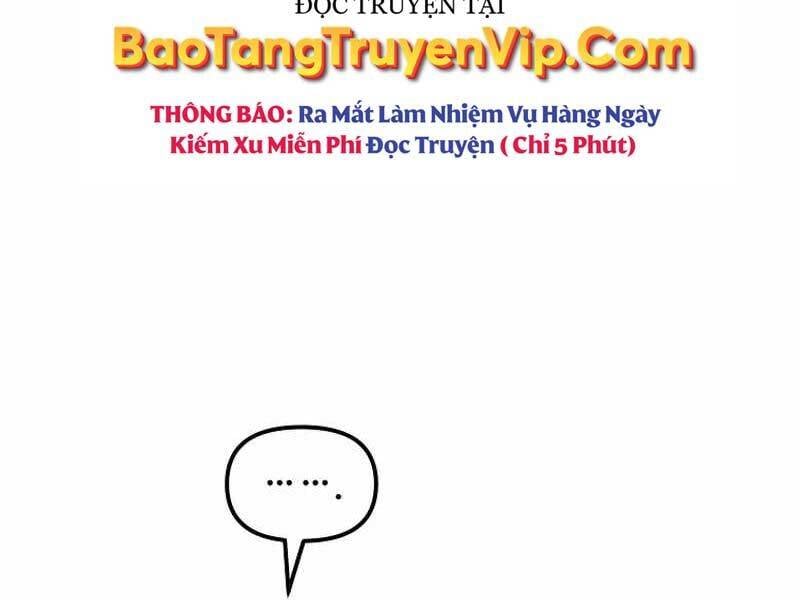 ĐỌC TRUYỆN TẠI
BaoTangTruyenVip.Com
THÔNG BÁO: Ra Mắt Làm Nhiệm Vụ Hàng Ngày
Kiếm Xu Miễn Phí Đọc Truyện ( Chỉ 5 Phút)
... ... .